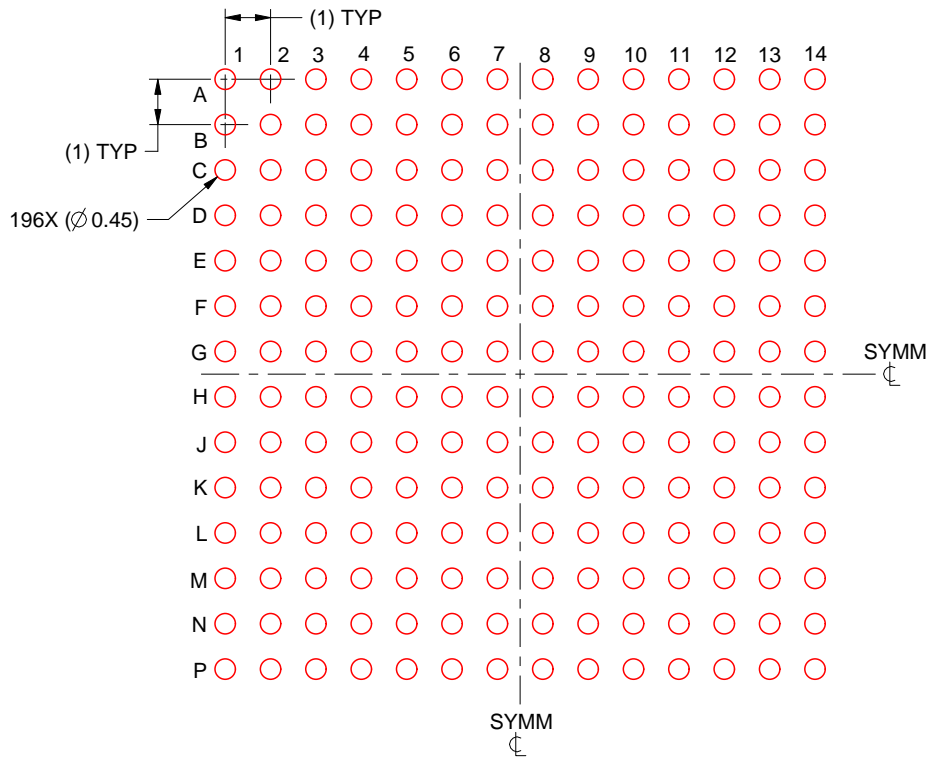 (1) TYP
1 2 3 4 5 6 7 8 9 10 11 12 13 14
A
B
(1) TYP
C
196X (∅ 0.45)
D
E
F
G
SYMM
℄
H
J
K
L
M
N
P
SYMM
℄